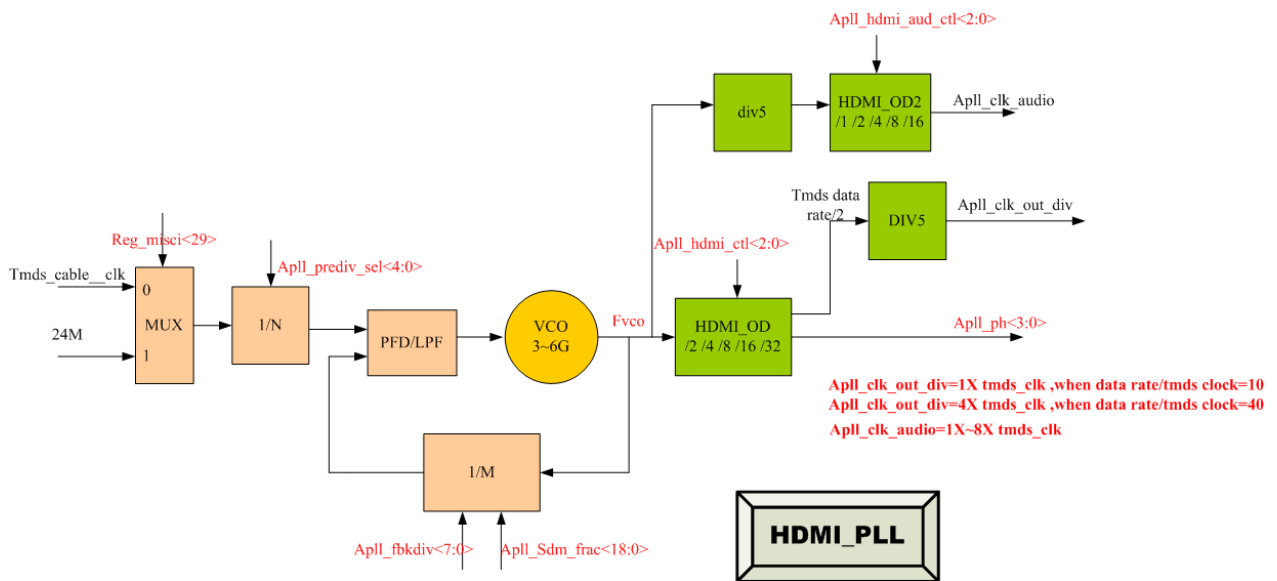 Apll_hdmi_aud_ctl<2:0>
div5
HDMI_OD2
/1 /2 /4 /8 /16
Apll_clk_audio
Tmds data
rate/2
DIV5
Apll_clk_out_div
Reg_misci<29>
Apll_hdmi_ctl<2:0>
Tmds_cable__clk
Apll_prediv_sel<4:0>
0
MUX
24M
1
1/N
PFD/LPF
VCO
3~6G
Fvco
HDMI_OD
/2 /4 /8 /16 /32
Apll_ph<3:0>
Apll_clk_out_div=1X tmds_clk ,when data rate/tmds clock=10
Apll_clk_out_div=4X tmds_clk ,when data rate/tmds clock=40
Apll_clk_audio=1X~8X tmds_clk
1/M
Apll_fbkdiv<7:0>
Apll_Sdm_frac<18:0>
HDMI_PLL